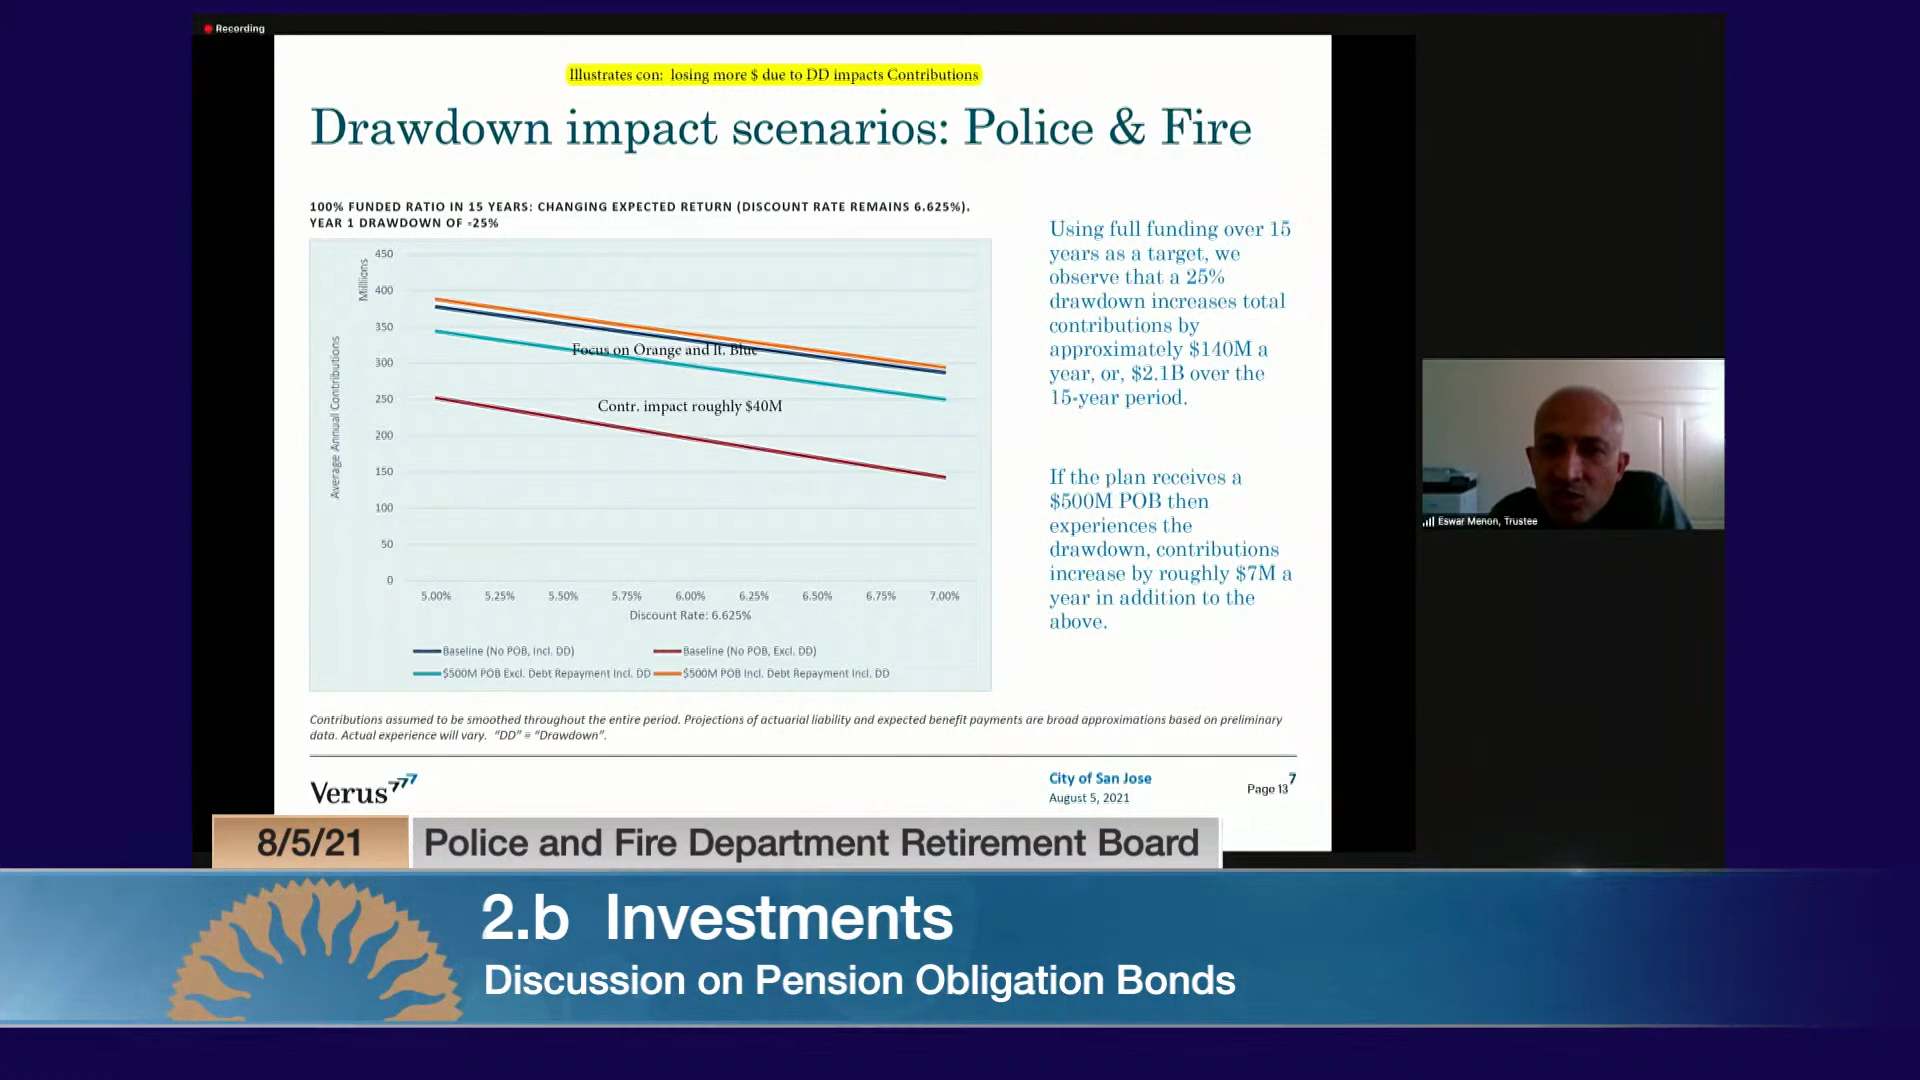 Recording
Illustrates con: losing more $ due to DD impacts Contributions
Drawdown impact scenarios: Police & Fire
100% FUNDED RATIO IN 15 YEARS: CHANGING EXPECTED RETURN (DISCOUNT RATE REMAINS 6.625%).
YEAR 1 DRAWDOWN OF -25%
Millions
Average Annual Contributions
450
400
350
300
250
200
150
100
50
0
Focus on Orange and lt. Blue
Contr. impact roughly $40M
5.00% 5.25% 5.50% 5.75% 6.00% 6.25% 6.50% 6.75% 7.00%
Discount Rate: 6.625%
Baseline (No POB, Incl. DD) Baseline (No POB, Excl. DD)
$500M POB Excl. Debt Repayment Incl. DD $500M POB Incl. Debt Repayment Incl. DD
Using full funding over 15
years as a target, we
observe that a 25%
drawdown increases total
contributions by
approximately $140M a
year, or, $2.1B over the
15-year period.
If the plan receives a
$500M POB then
experiences the
drawdown, contributions
increase by roughly $7M a
year in addition to the
above.
Contributions assumed to be smoothed throughout the entire period. Projections of actuarial liability and expected benefit payments are broad approximations based on preliminary
data. Actual experience will vary. "DD" = "Drawdown".
Verus777
City of San Jose
August 5, 2021
7
Page 13
Eswar Menon, Trustee
8/5/21 Police and Fire Department Retirement Board
2.b Investments
Discussion on Pension Obligation Bonds